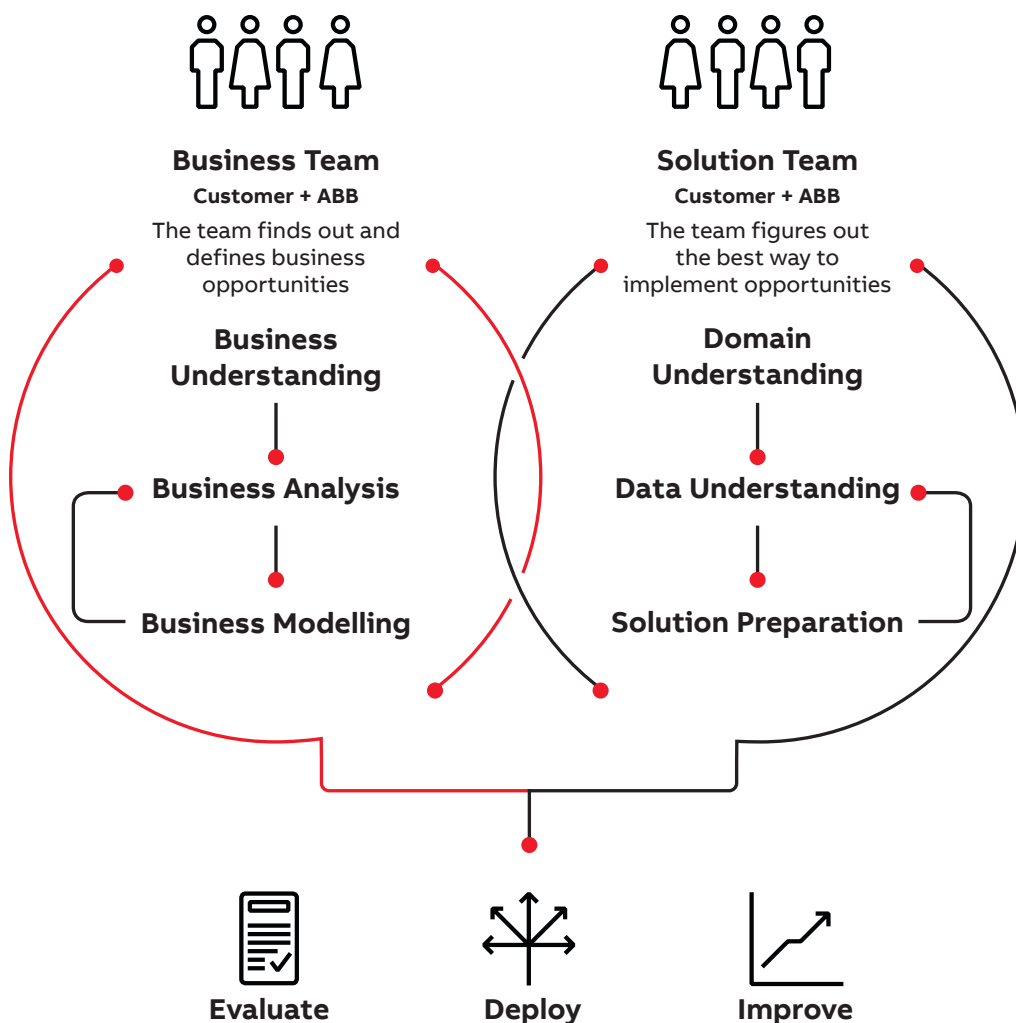 Business Team
Customer + ABB
The team finds out and
defines business
opportunities
Business
Understanding
Business Analysis
Business Modelling
Solution Team
Customer + ABB
The team figures out
the best way to
implement opportunities
Domain
Understanding
Data Understanding
Solution Preparation
Evaluate
Deploy
Improve